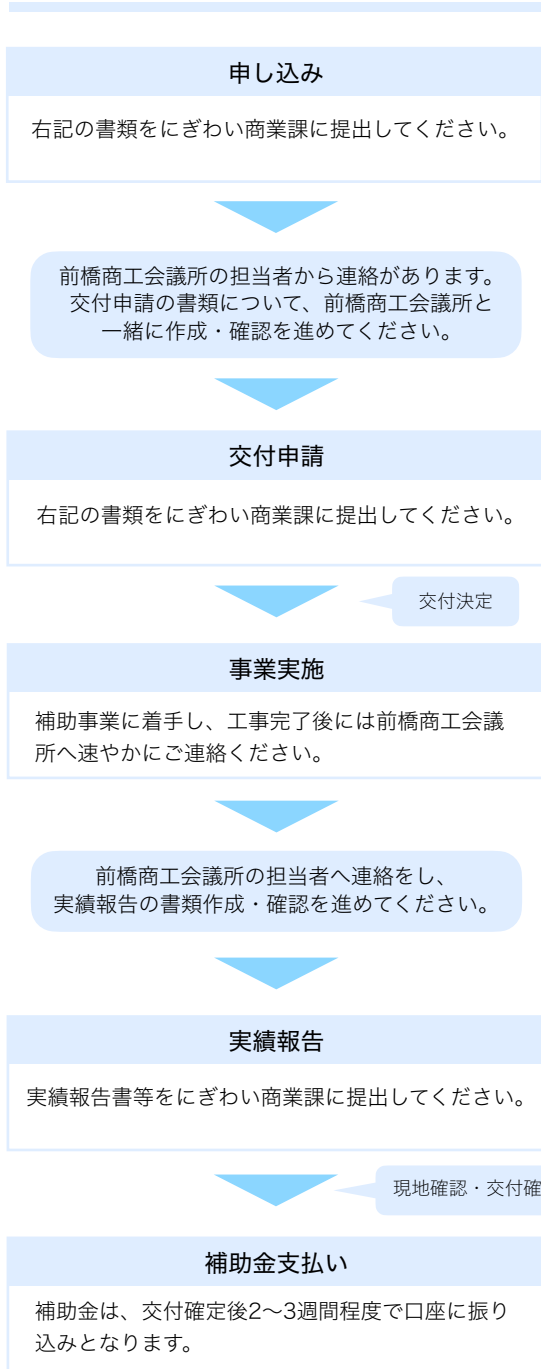 申し込み
右記の書類をにぎわい商業課に提出してください。
前橋商工会議所の担当者から連絡があります。
交付申請の書類について、前橋商工会議所と
一緒に作成・確認を進めてください。
交付申請
右記の書類をにぎわい商業課に提出してください。
交付決定
事業実施
補助事業に着手し、工事完了後には前橋商工会議
所へ速やかにご連絡ください。
前橋商工会議所の担当者へ連絡をし、
実績報告の書類作成・確認を進めてください。
実績報告
実績報告書等をにぎわい商業課に提出してください。
現地確認・交付確
補助金支払い
補助金は、交付確定後2〜3週間程度で口座に振り
込みとなります。